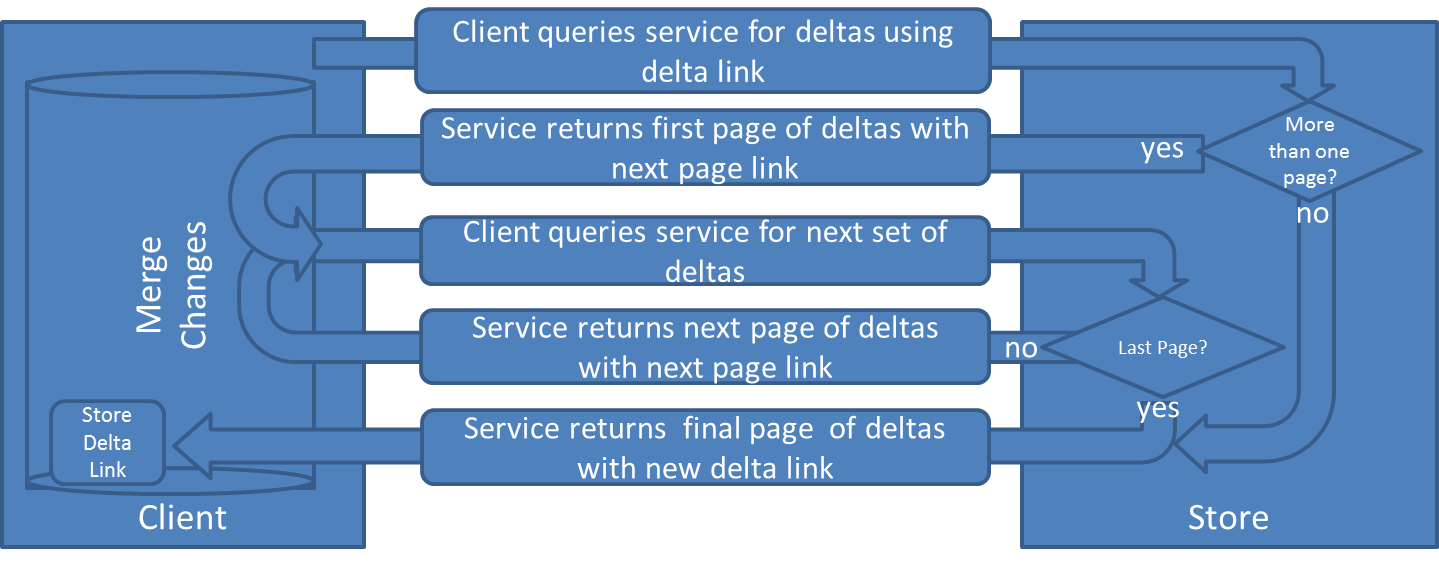 Client queries service for deltas using
delta link
Service returns first page of deltas with
next page link
yes
More
than one
page?
no
Client queries service for next set of
deltas
Merge
Changes
Service returns next page of deltas
with next page link
no
Last Page?
yes
Store
Delta
Link
Service returns final page of deltas
with new delta link
Client
Store